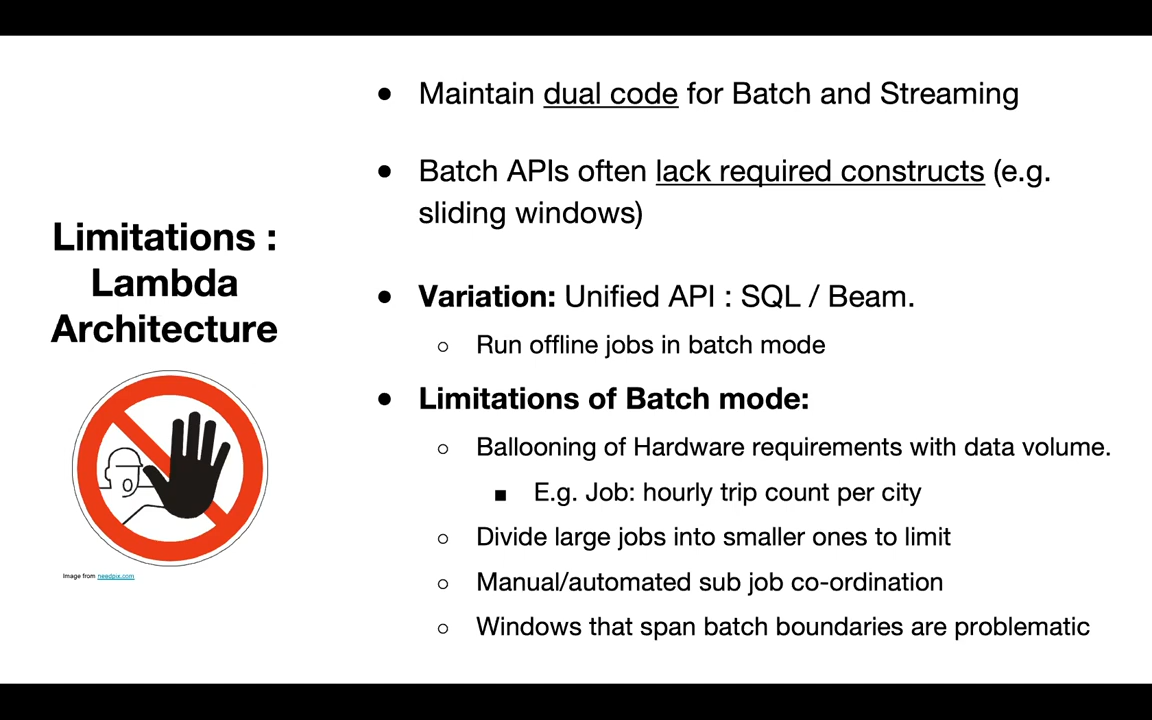 Limitations :
Lambda
Architecture
Image from needpix.com
● Maintain dual code for Batch and Streaming
● Batch APIs often lack required constructs (e.g.
sliding windows)
● Variation: Unified API : SQL / Beam.
○ Run offline jobs in batch mode
● Limitations of Batch mode:
○ Ballooning of Hardware requirements with data volume.
■ E.g. Job: hourly trip count per city
○ Divide large jobs into smaller ones to limit
○ Manual/automated sub job co-ordination
○ Windows that span batch boundaries are problematic